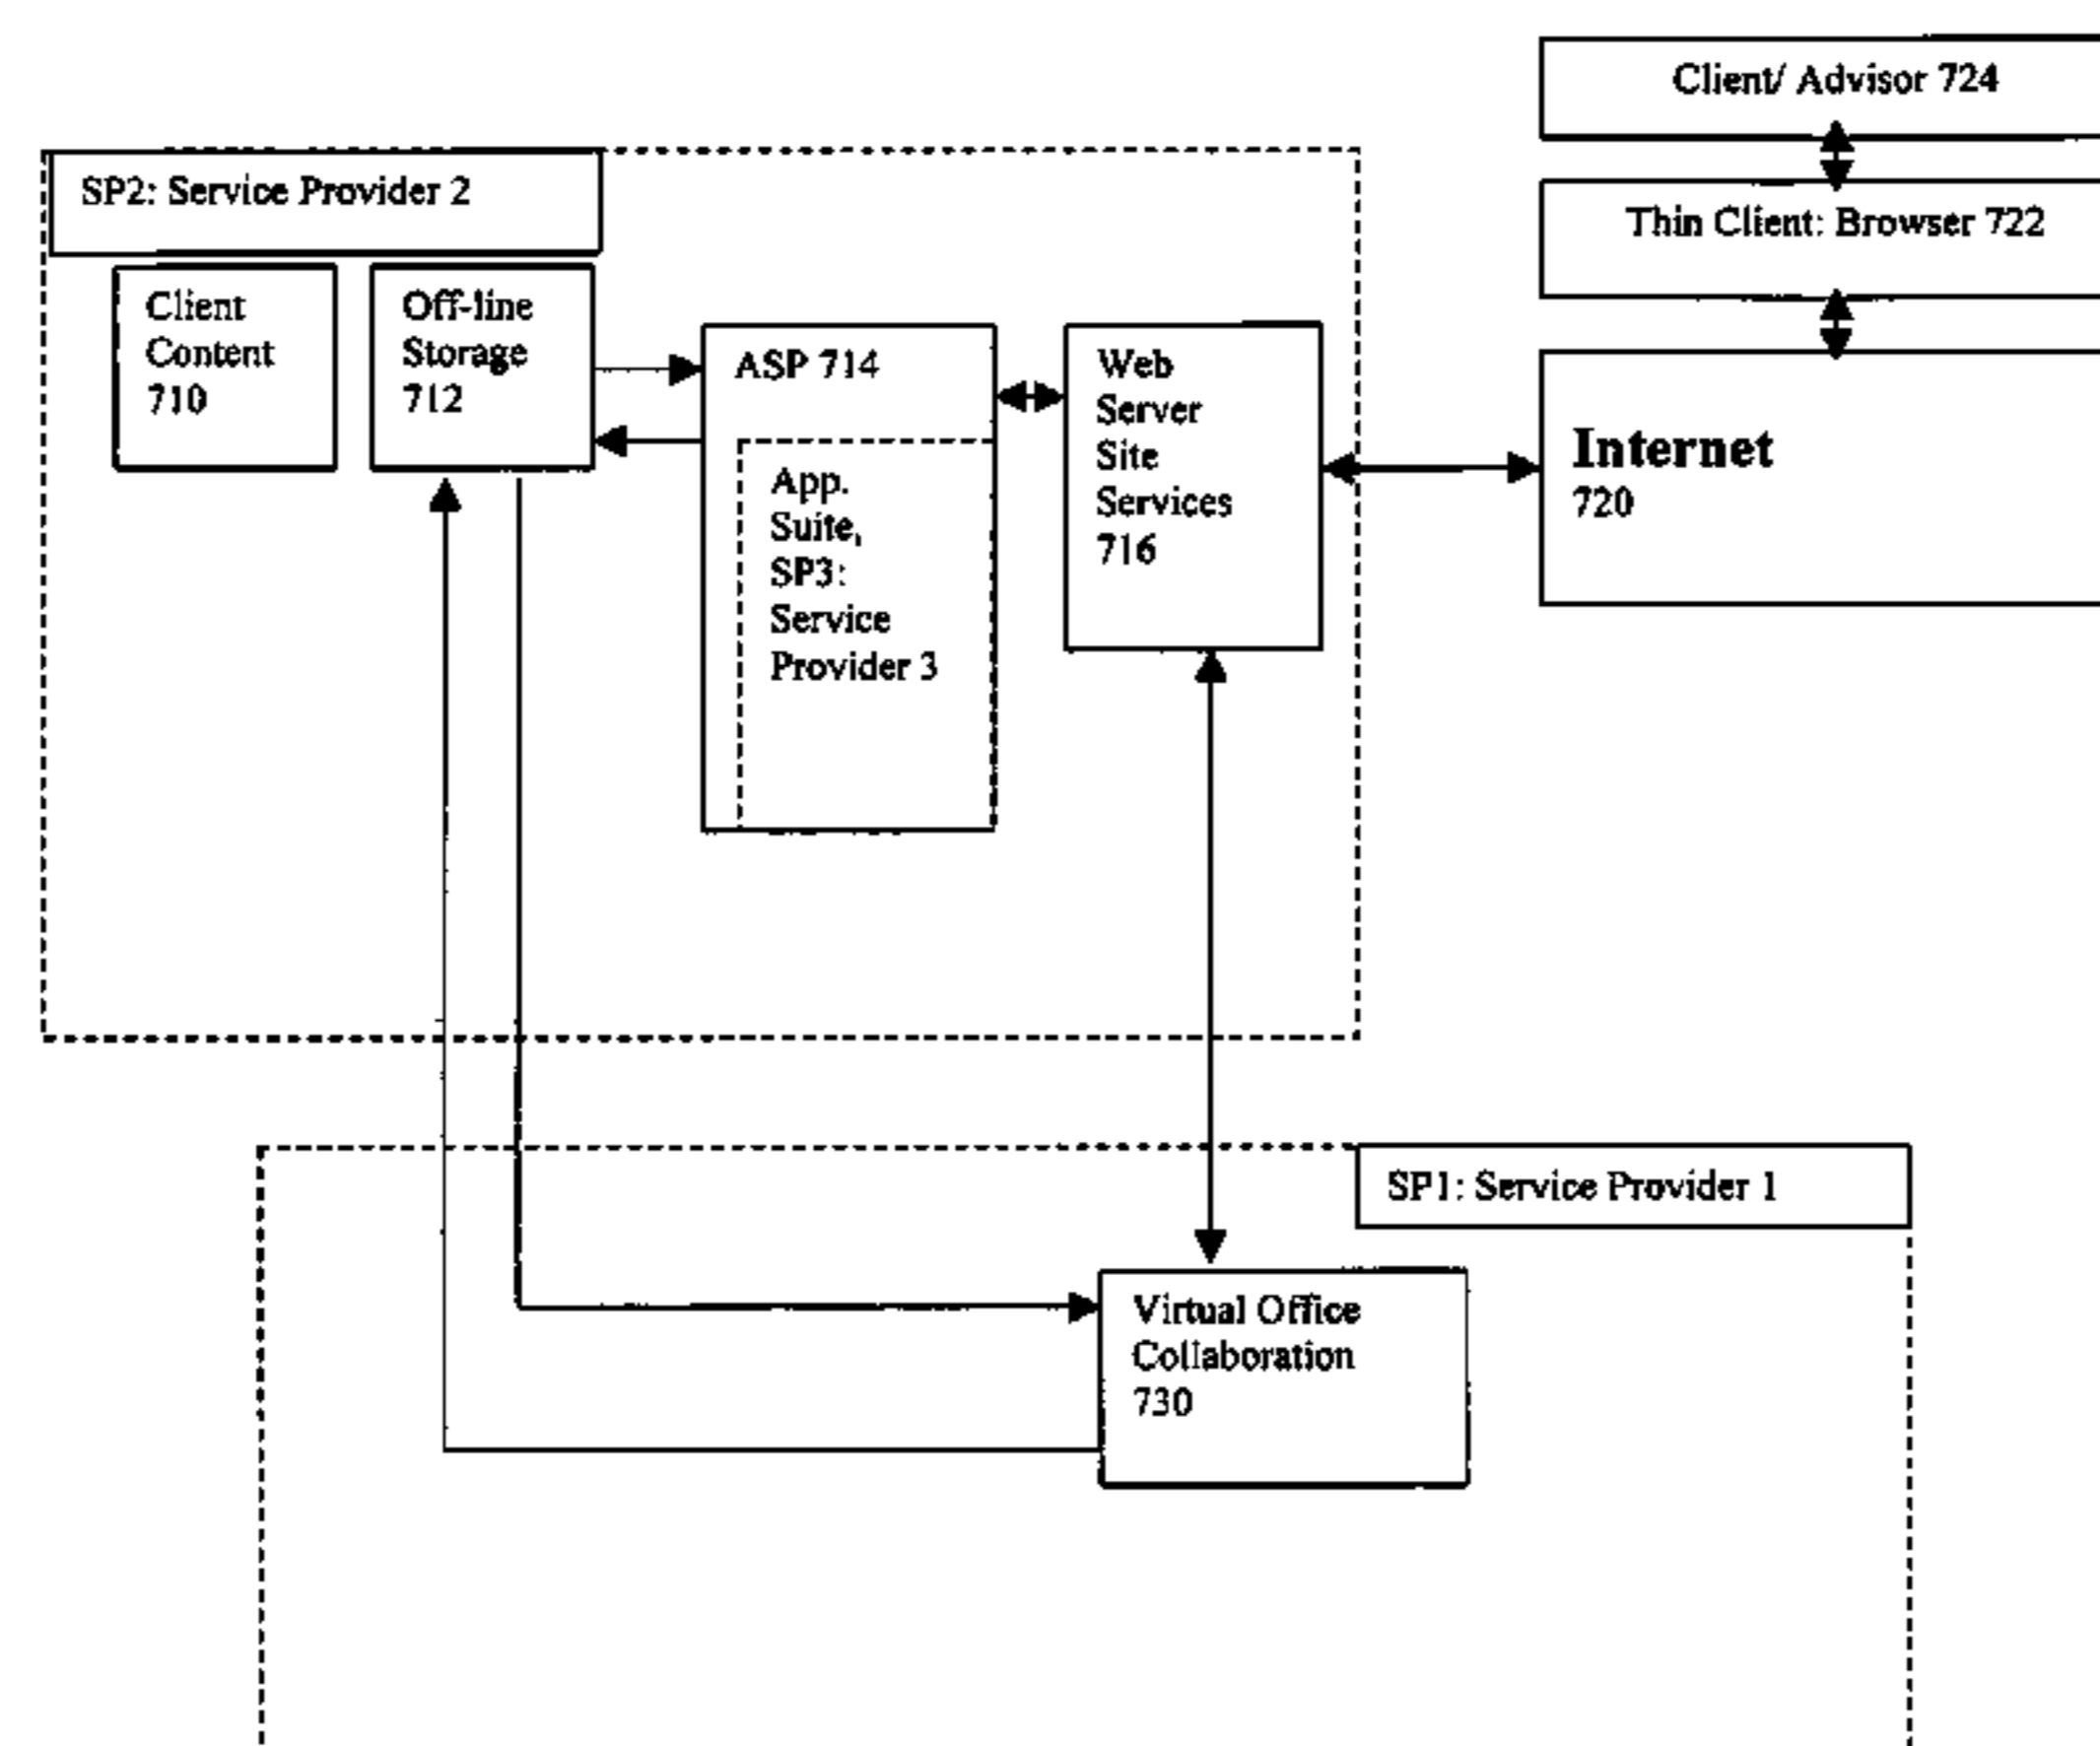 Client/ Advisor 724
SP2: Service Provider 2
Thin Client: Browser 722
Client
Content
710
Off-line
Storage
712
ASP 714
App.
Suite,
SP3:
Service
Provider 3
Web
Server
Site
Services
716
Internet
720
SP1: Service Provider 1
Virtual Office
Collaboration
730